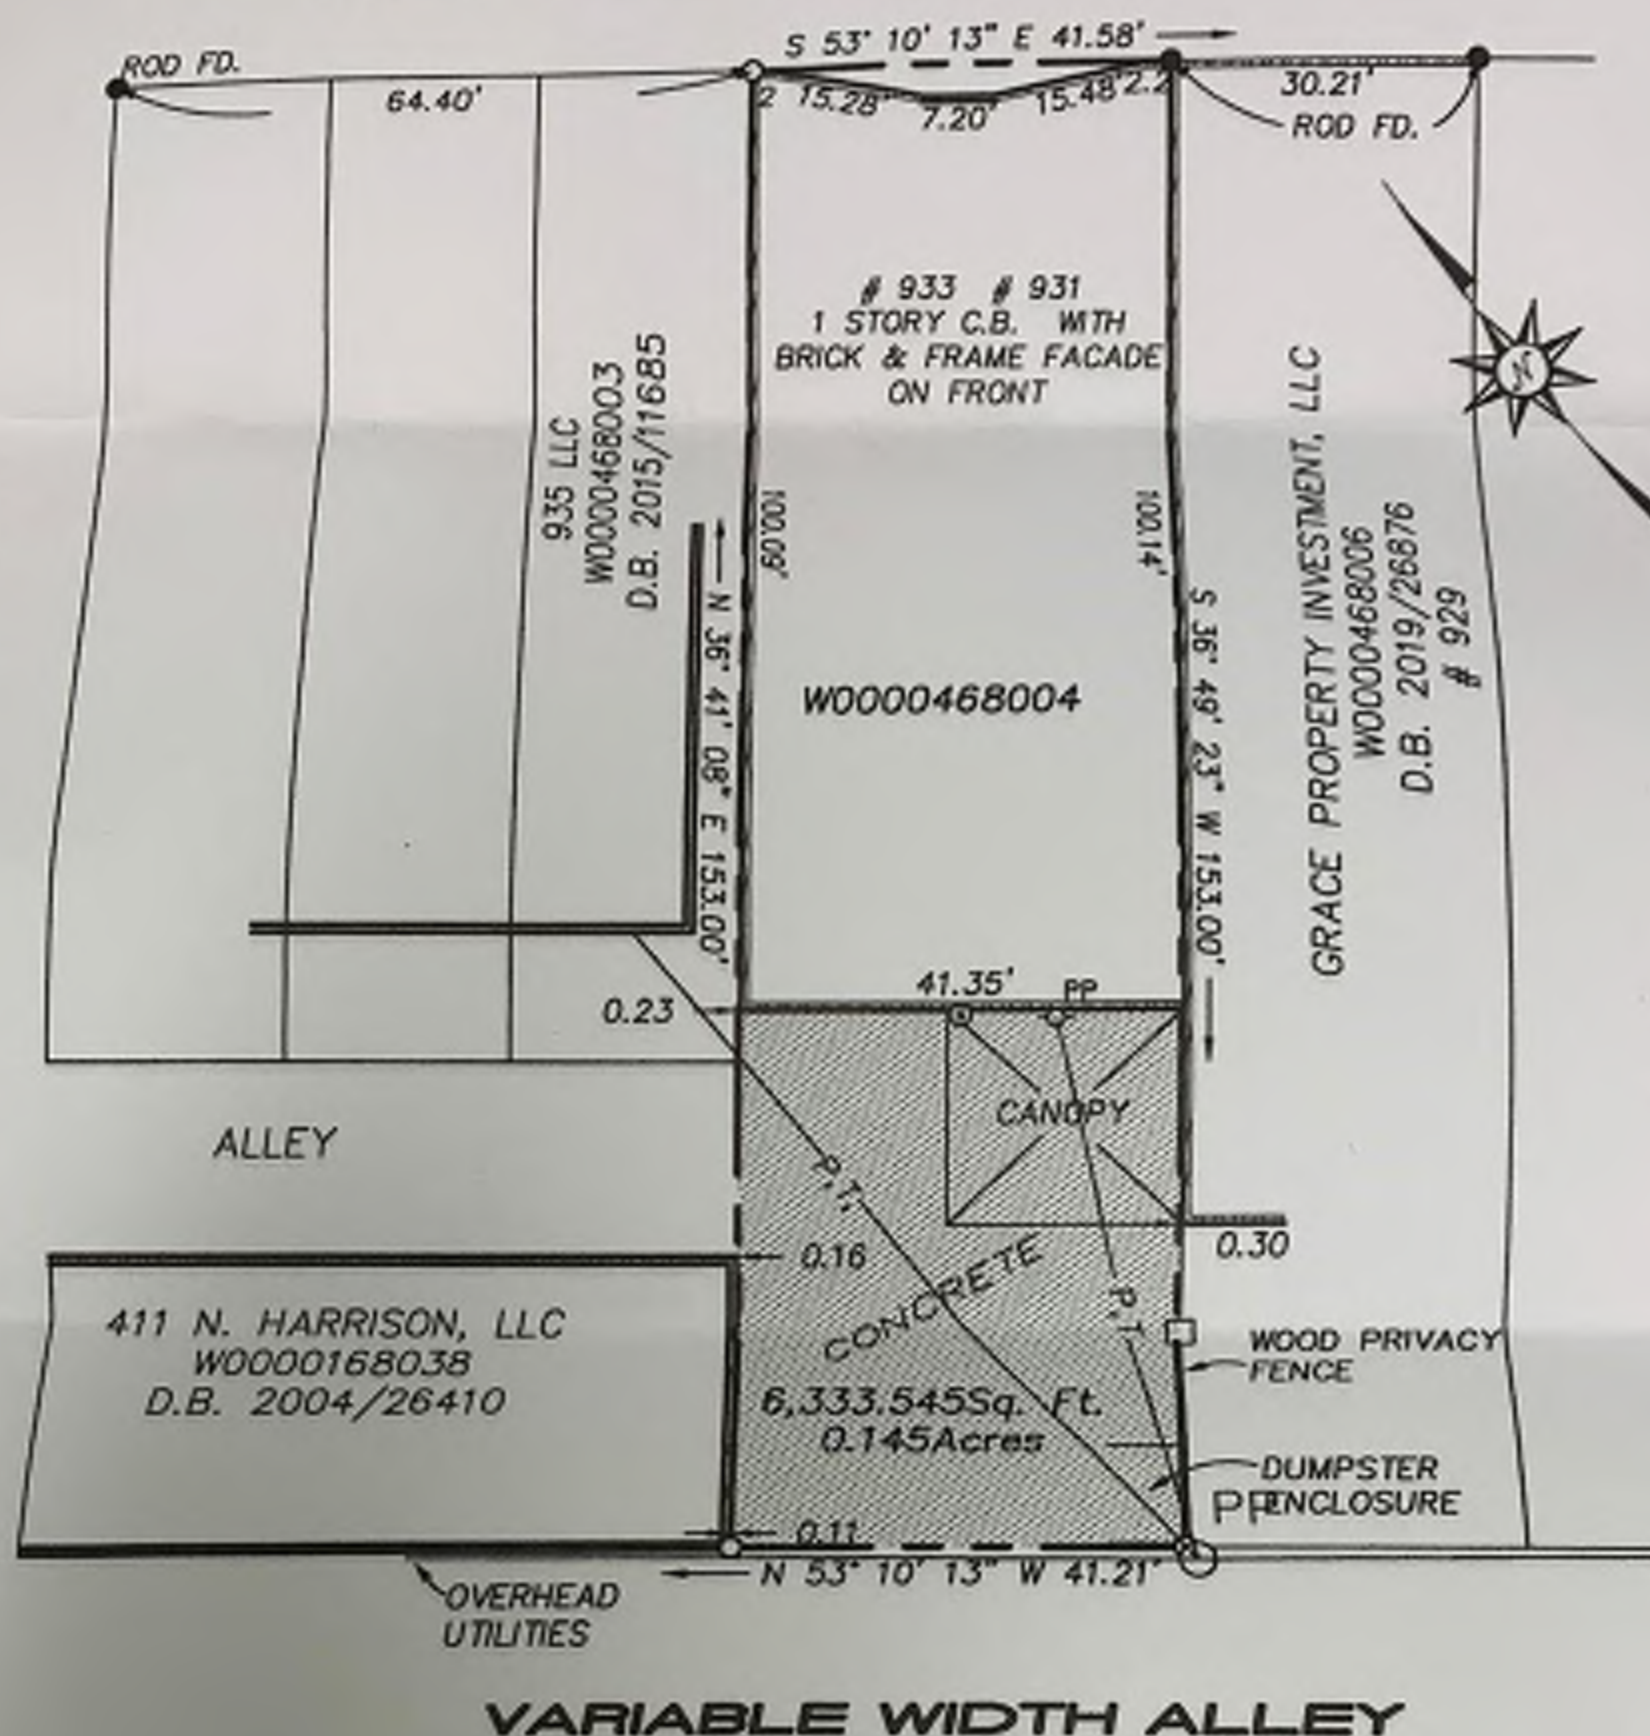 S 53° 10' 13" E 41.58'
ROD FD.
64.40'
2
15.28'
7.20'
15.48'
2.2
30.21'
ROD FD.
N
# 933 # 931
1 STORY C.B. WITH
BRICK & FRAME FACADE
ON FRONT
935 LLC
W0000468003
D.B. 2015/11685
100.09'
100.14'
N 36° 41' 08" E 153.00'
S 36° 49' 23" W 153.00'
GRACE PROPERTY INVESTMENT, LLC
W0000468006
D.B. 2019/26876
# 929
W0000468004
41.35'
PP
0.23
CANOPY
ALLEY
P.T.
0.16
0.30
CONCRETE
P.T.
411 N. HARRISON, LLC
W0000168038
D.B. 2004/26410
WOOD PRIVACY
FENCE
6,333.545Sq. Ft.
0.145Acres
DUMPSTER
ENCLOSURE
PP
0.11
N 53° 10' 13" W 41.21'
OVERHEAD
UTILITIES
VARIABLE WIDTH ALLEY